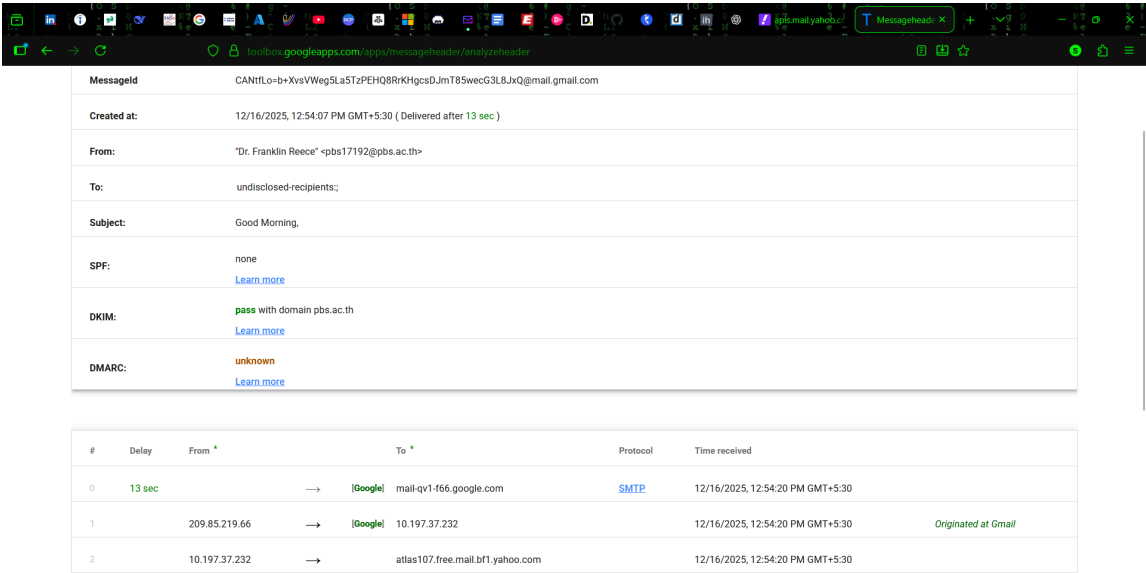 apis.mail.yahoo.c
Messageheade
toolbox.googleapps.com/apps/messageheader/analyzeheader
MessageId CANtfLo=b+XvsVWeg5La5TzPEHQ8RrKHgcsDJmT85wecG3L8JxQ@mail.gmail.com
Created at: 12/16/2025, 12:54:07 PM GMT+5:30 ( Delivered after 13 sec )
From: "Dr. Franklin Reece" <pbs17192@pbs.ac.th>
To: undisclosed-recipients:;
Subject: Good Morning,
SPF: none
Learn more
DKIM: pass with domain pbs.ac.th
Learn more
DMARC: unknown
Learn more
# Delay From * To * Protocol Time received
0 13 sec → [Google] mail-qv1-f66.google.com SMTP 12/16/2025, 12:54:20 PM GMT+5:30
1 209.85.219.66 → [Google] 10.197.37.232 12/16/2025, 12:54:20 PM GMT+5:30 Originated at Gmail
2 10.197.37.232 → atlas107.free.mail.bf1.yahoo.com 12/16/2025, 12:54:20 PM GMT+5:30